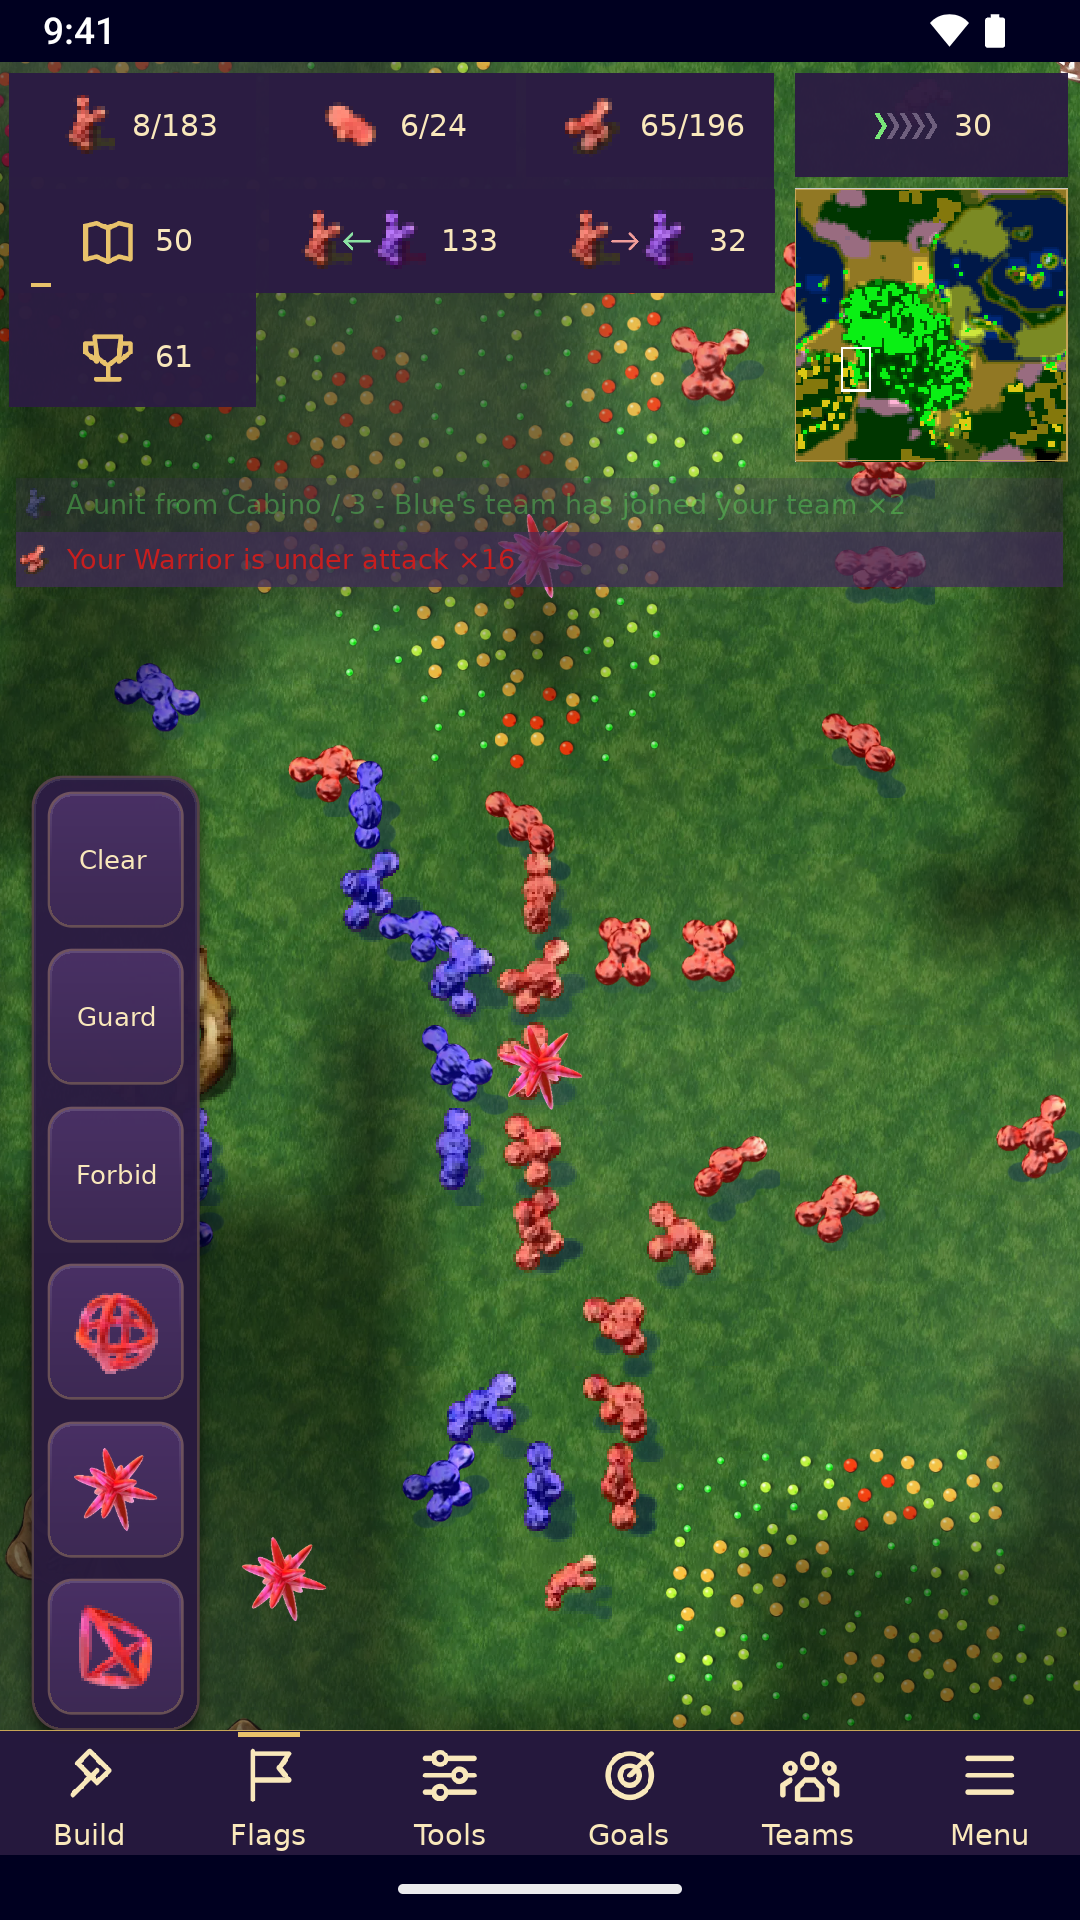 9:41
8/183
6/24
65/196
30
50
133
32
61
A unit from Cabino / 3 - Blue's team has joined your team ×2
Your Warrior is under attack ×16
Clear
Guard
Forbid
Build
Flags
Tools
Goals
Teams
Menu